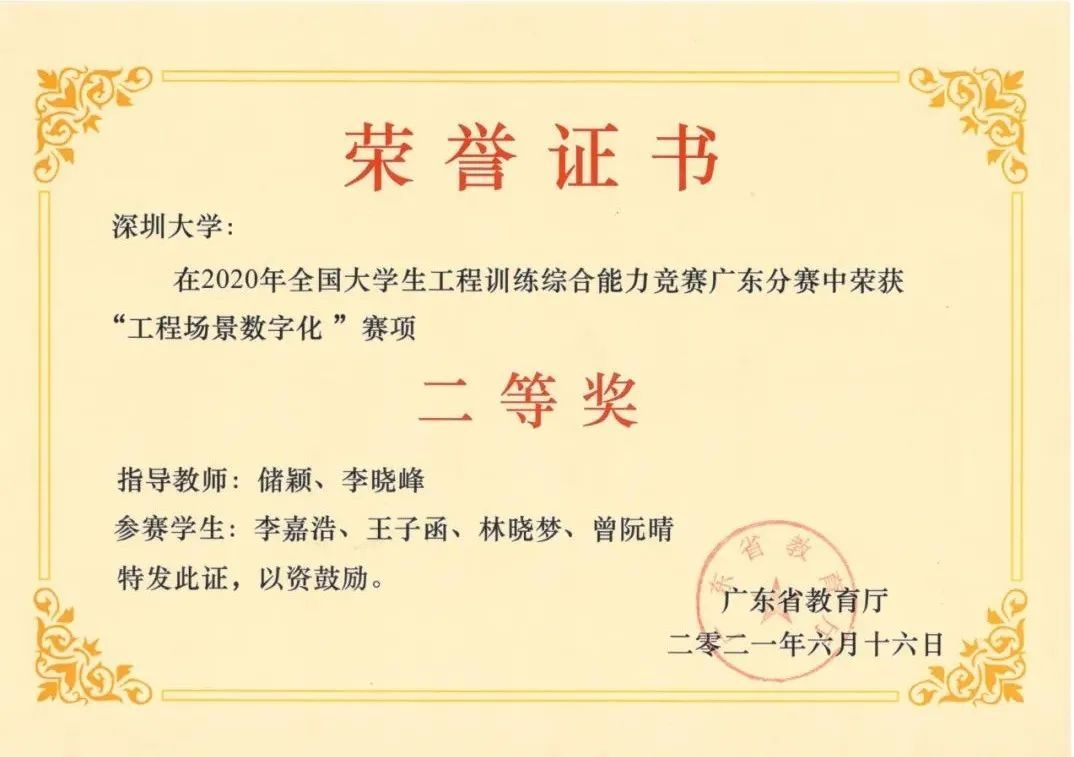 荣誉证书
深圳大学：
在2020年全国大学生工程训练综合能力竞赛广东分赛中荣获
“工程场景数字化 ”赛项
二等奖
指导教师：储颖、李晓峰
参赛学生：李嘉浩、王子函、林晓梦、曾阮晴
特发此证，以资鼓励。
广东省教育厅
广东省教育厅
二零二一年六月十六日